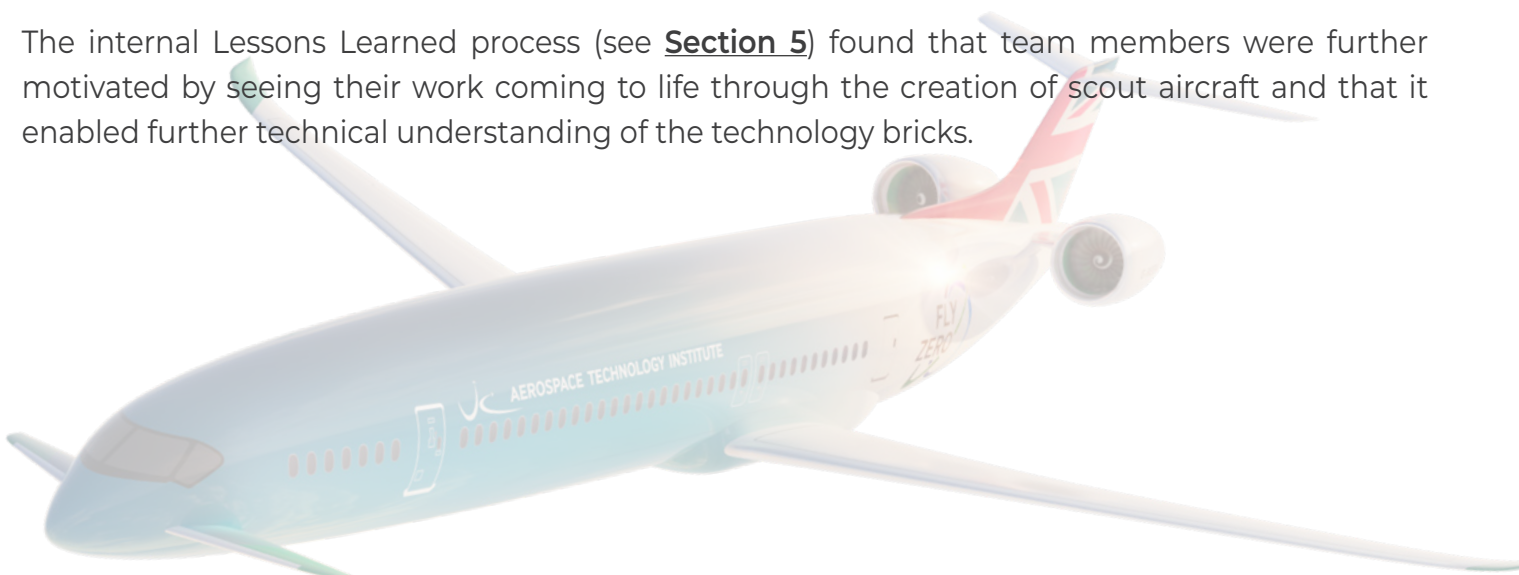 The internal Lessons Learned process (see Section 5) found that team members were further
motivated by seeing their work coming to life through the creation of scout aircraft and that it
enabled further technical understanding of the technology bricks.
AEROSPACE TECHNOLOGY INSTITUTE
FLY
ZERO